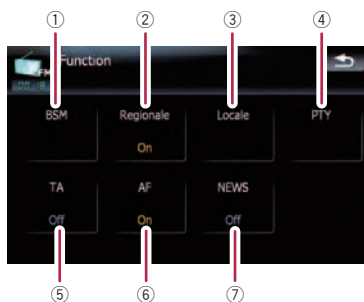 ① ② ③ ④
Function
FM
BSM Regionale Locale PTY
On
TA AF NEWS
Off On Off
⑤ ⑥ ⑦